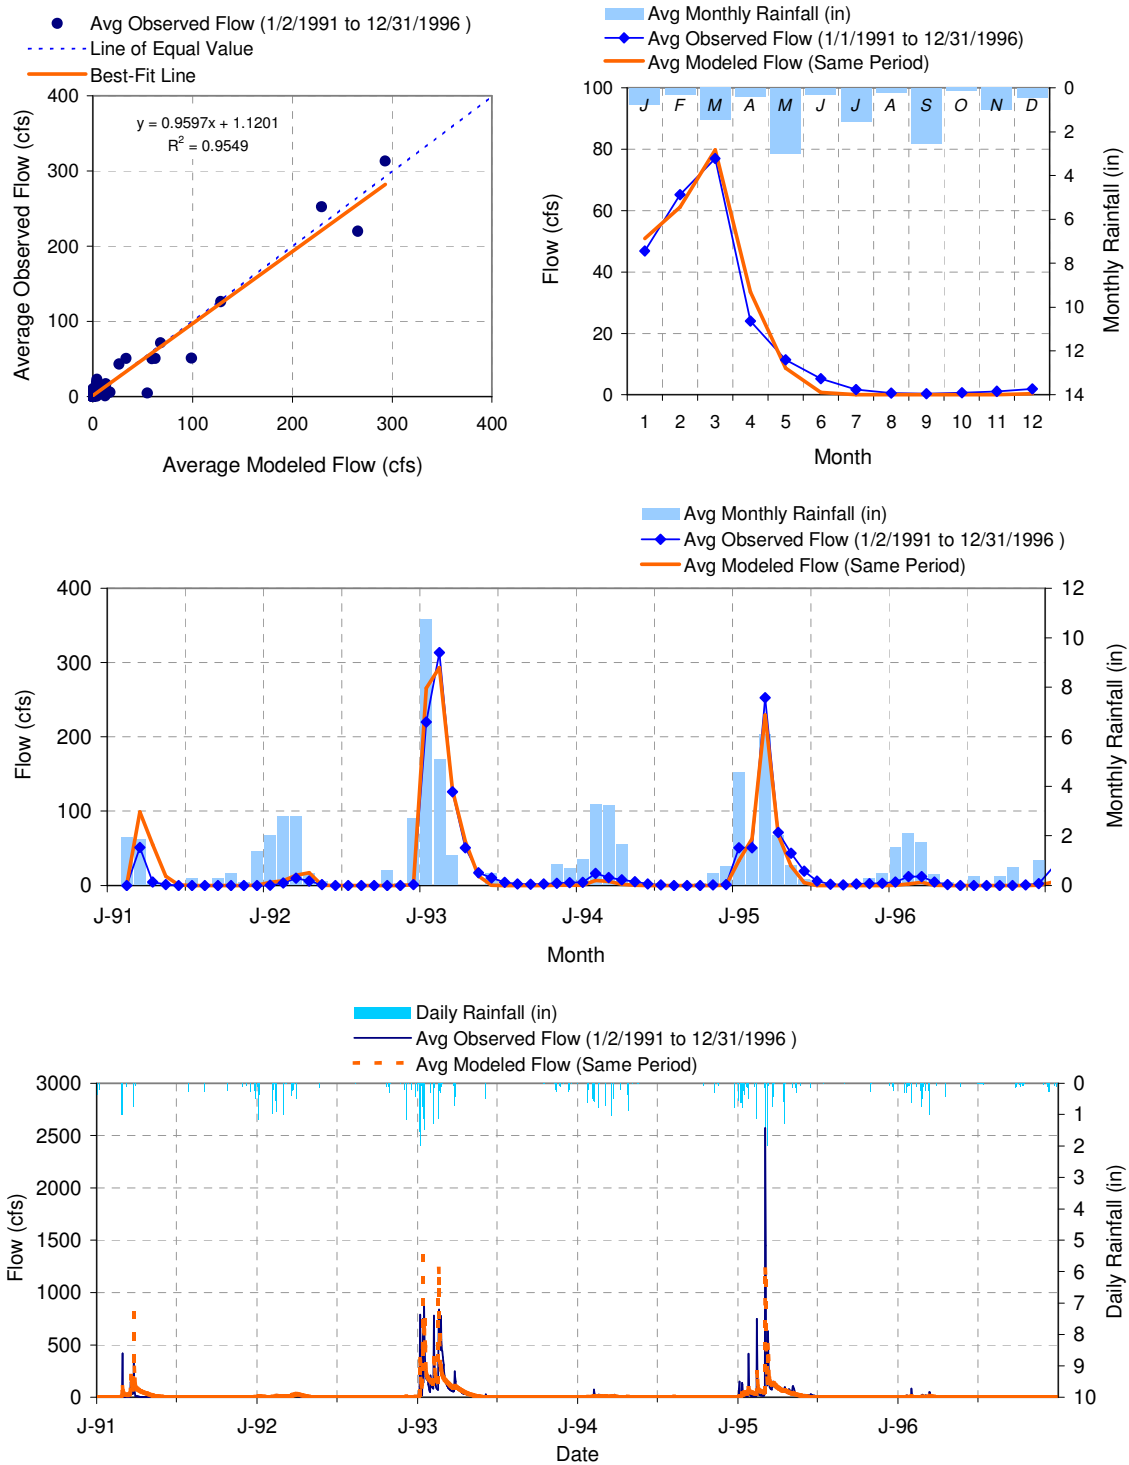 Avg Observed Flow (1/2/1991 to 12/31/1996 )
Line of Equal Value
Best-Fit Line
400
300
200
100
0
y = 0.9597x + 1.1201
R2 = 0.9549
0 100 200 300 400
Average Observed Flow (cfs)
Average Modeled Flow (cfs)
Avg Monthly Rainfall (in)
Avg Observed Flow (1/1/1991 to 12/31/1996)
Avg Modeled Flow (Same Period)
100
80
60
40
20
0
J F M A M J J A S O N D
0
2
4
6
8
10
12
14
1 2 3 4 5 6 7 8 9 10 11 12
Flow (cfs)
Monthly Rainfall (in)
Month
Avg Monthly Rainfall (in)
Avg Observed Flow (1/2/1991 to 12/31/1996 )
Avg Modeled Flow (Same Period)
400
300
200
100
0
12
10
8
6
4
2
0
J-91 J-92 J-93 J-94 J-95 J-96
Flow (cfs)
Monthly Rainfall (in)
Month
Daily Rainfall (in)
Avg Observed Flow (1/2/1991 to 12/31/1996 )
Avg Modeled Flow (Same Period)
3000
2500
2000
1500
1000
500
0
0
1
2
3
4
5
6
7
8
9
10
J-91 J-92 J-93 J-94 J-95 J-96
Flow (cfs)
Daily Rainfall (in)
Date